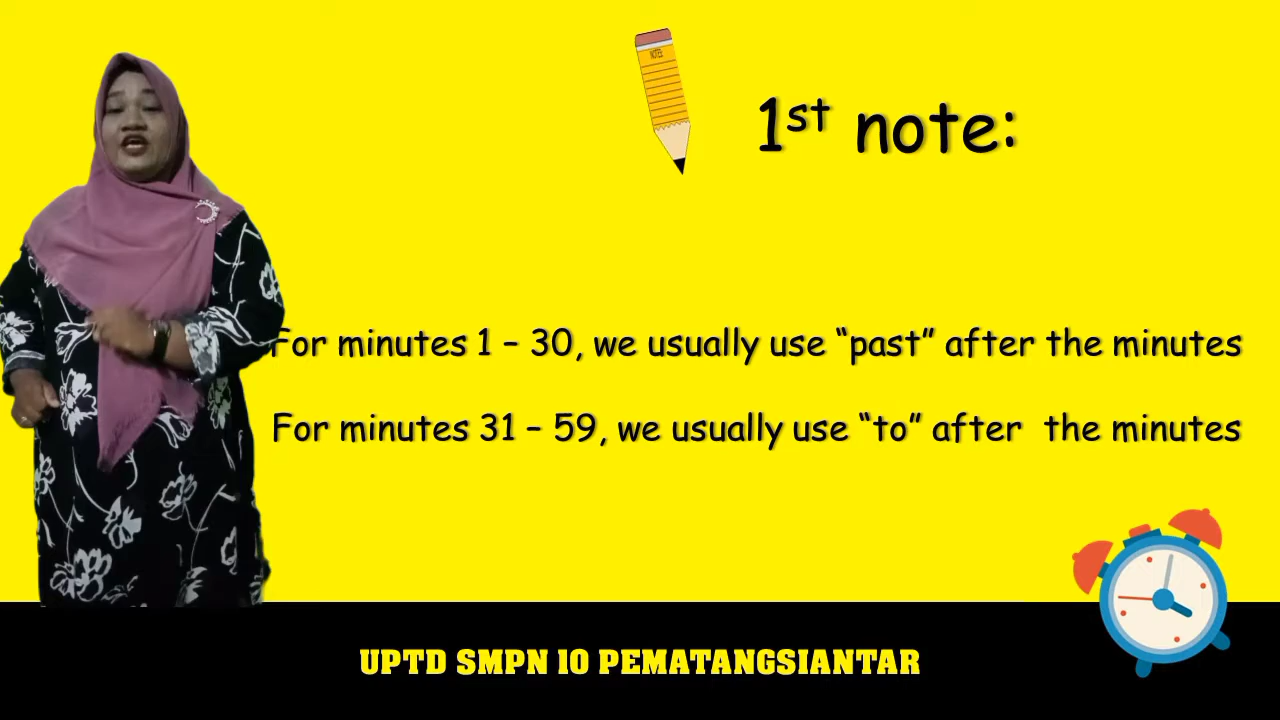 NOTE:
1st note:
For minutes 1 – 30, we usually use “past” after the minutes
For minutes 31 – 59, we usually use “to” after the minutes
UPTD SMPN 10 PEMATANGSIANTAR